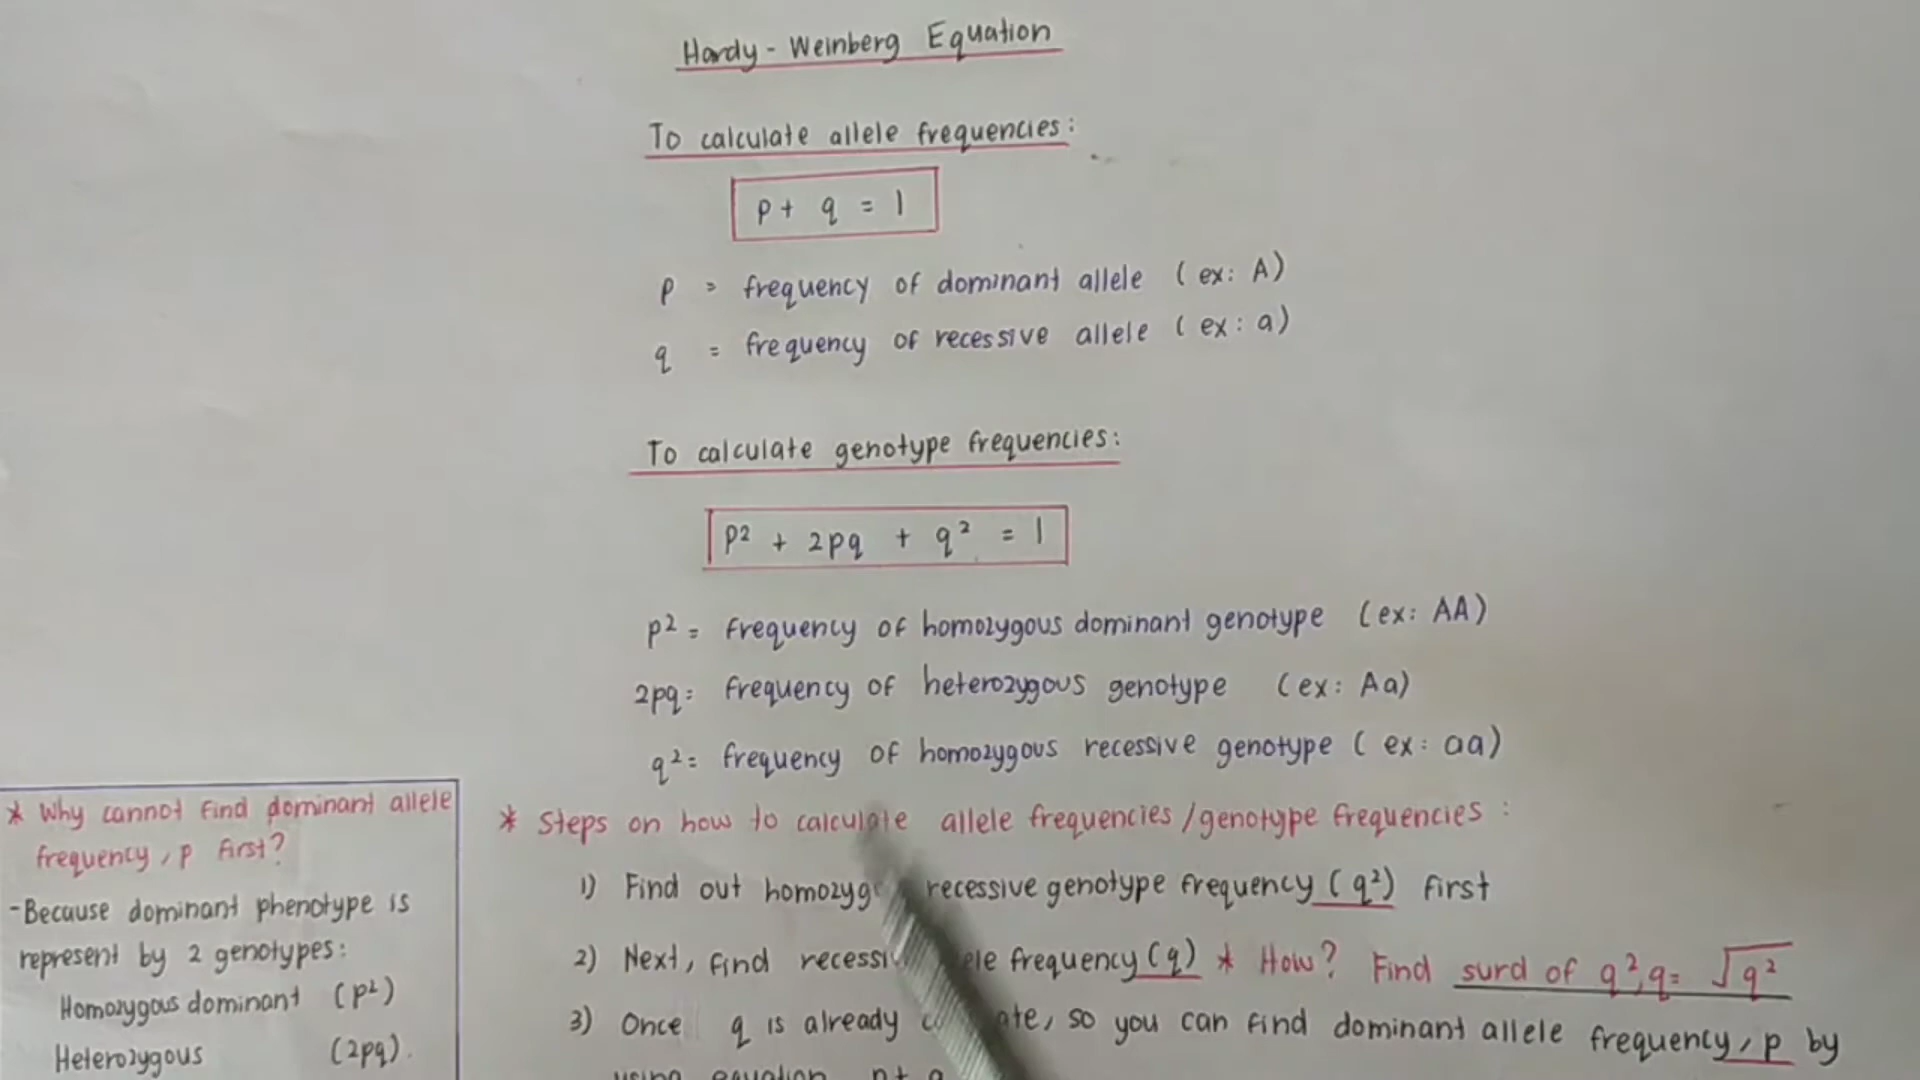 Hardy - Weinberg Equation
To calculate allele frequencies:
p + q = 1
p = frequency of dominant allele (ex: A)
q = frequency of recessive allele (ex: a)
To calculate genotype frequencies:
p² + 2pq + q² = 1
p² = frequency of homozygous dominant genotype (ex: AA)
2pq = frequency of heterozygous genotype (ex: Aa)
q² = frequency of homozygous recessive genotype (ex: aa)
* Steps on how to calculate allele frequencies/genotype frequencies:
1) Find out recessive genotype frequency (q²) first
2) Next, find frequency (q) * How? Find surd of q², q = √q²
3) Once q is already so you can find dominant allele frequency, p by
using equation p + q
* Why cannot find dominant allele
frequency, p first?
- Because dominant phenotype is
represent by 2 genotypes:
Homozygous dominant (p²)
Heterozygous (2pq).